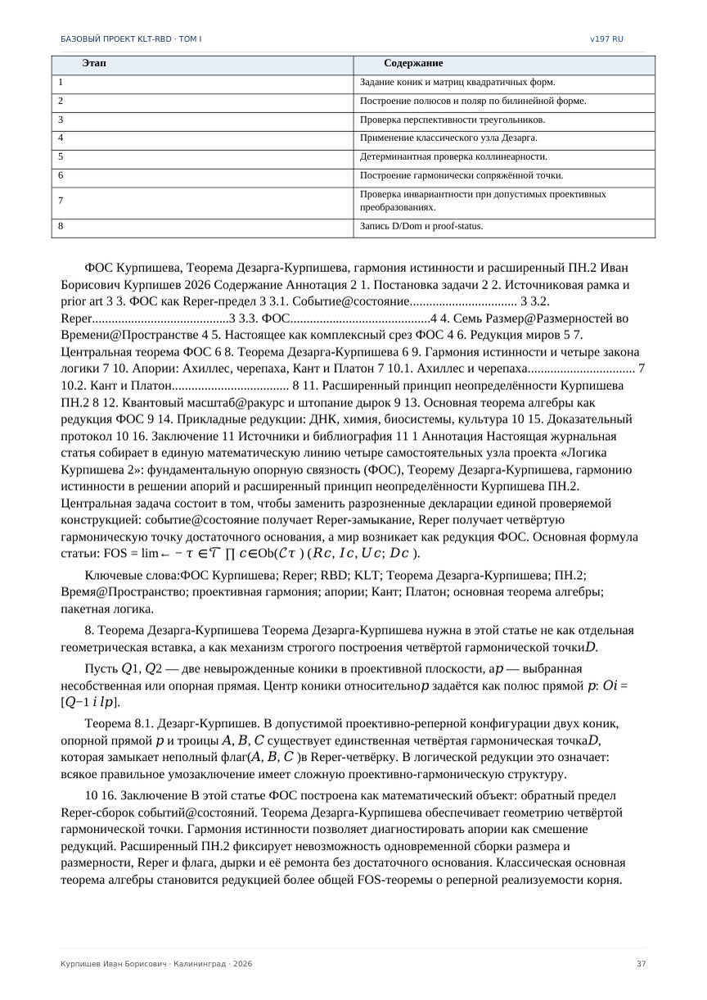 БАЗОВЫЙ ПРОЕКТ KLT-RBD · ТОМ I v197 RU
Этап Содержание
1 Задание коник и матриц квадратичных форм.
2 Построение полюсов и поляр по билинейной форме.
3 Проверка перспективности треугольников.
4 Применение классического узла Дезарга.
5 Детерминантная проверка коллинеарности.
6 Построение гармонически сопряжённой точки.
7 Проверка инвариантности при допустимых проективных
преобразованиях.
8 Запись D/Dom и proof-status.
ФОС Курпишева, Теорема Дезарга-Курпишева, гармония истинности и расширенный ПН.2 Иван
Борисович Курпишев 2026 Содержание Аннотация 2 1. Постановка задачи 2 2. Источниковая рамка и
prior art 3 3. ФОС как Reper-предел 3 3.1. Событие@состояние................................. 3 3.2.
Reper...........................................3 3.3. ФОС............................................4 4. Семь Размер@Размерностей во
Времени@Пространстве 4 5. Настоящее как комплексный срез ФОС 4 6. Редукция миров 5 7.
Центральная теорема ФОС 6 8. Теорема Дезарга-Курпишева 6 9. Гармония истинности и четыре закона
логики 7 10. Апории: Ахиллес, черепаха, Кант и Платон 7 10.1. Ахиллес и черепаха.................................. 7
10.2. Кант и Платон.................................... 8 11. Расширенный принцип неопределённости Курпишева
ПН.2 8 12. Квантовый масштаб@ракурс и штопание дырок 9 13. Основная теорема алгебры как
редукция ФОС 9 14. Прикладные редукции: ДНК, химия, биосистемы, культура 10 15. Доказательный
протокол 10 16. Заключение 11 Источники и библиография 11 1 Аннотация Настоящая журнальная
статья собирает в единую математическую линию четыре самостоятельных узла проекта «Логика
Курпишева 2»: фундаментальную опорную связность (ФОС), Теорему Дезарга-Курпишева, гармонию
истинности в решении апорий и расширенный принцип неопределённости Курпишева ПН.2.
Центральная задача состоит в том, чтобы заменить разрозненные декларации единой проверяемой
конструкцией: событие@состояние получает Reper-замыкание, Reper получает четвёртую
гармоническую точку достаточного основания, а мир возникает как редукция ФОС. Основная формула
статьи: FOS = lim← − 𝜏 ∈𝒯 ∏ 𝑐∈Ob(𝒞𝜏 ) (𝑅𝑐, 𝐼𝑐, 𝑈𝑐; 𝐷𝑐 ).
Ключевые слова:ФОС Курпишева; Reper; RBD; KLT; Теорема Дезарга-Курпишева; ПН.2;
Время@Пространство; проективная гармония; апории; Кант; Платон; основная теорема алгебры;
пакетная логика.
8. Теорема Дезарга-Курпишева Теорема Дезарга-Курпишева нужна в этой статье не как отдельная
геометрическая вставка, а как механизм строгого построения четвёртой гармонической точки𝐷.
Пусть 𝑄1, 𝑄2 — две невырожденные коники в проективной плоскости, а𝑝 — выбранная
несобственная или опорная прямая. Центр коники относительно𝑝 задаётся как полюс прямой 𝑝: 𝑂𝑖 =
[𝑄−1 𝑖 𝑙𝑝].
Теорема 8.1. Дезарг-Курпишев. В допустимой проективно-реперной конфигурации двух коник,
опорной прямой 𝑝 и троицы 𝐴, 𝐵, 𝐶 существует единственная четвёртая гармоническая точка𝐷,
которая замыкает неполный флаг(𝐴, 𝐵, 𝐶 )в Reper-четвёрку. В логической редукции это означает:
всякое правильное умозаключение имеет сложную проективно-гармоническую структуру.
10 16. Заключение В этой статье ФОС построена как математический объект: обратный предел
Reper-сборок событий@состояний. Теорема Дезарга-Курпишева обеспечивает геометрию четвёртой
гармонической точки. Гармония истинности позволяет диагностировать апории как смешение
редукций. Расширенный ПН.2 фиксирует невозможность одновременной сборки размера и
размерности, Reper и флага, дырки и её ремонта без достаточного основания. Классическая основная
теорема алгебры становится редукцией более общей FOS-теоремы о реперной реализуемости корня.
Курпишев Иван Борисович · Калининград · 2026 37